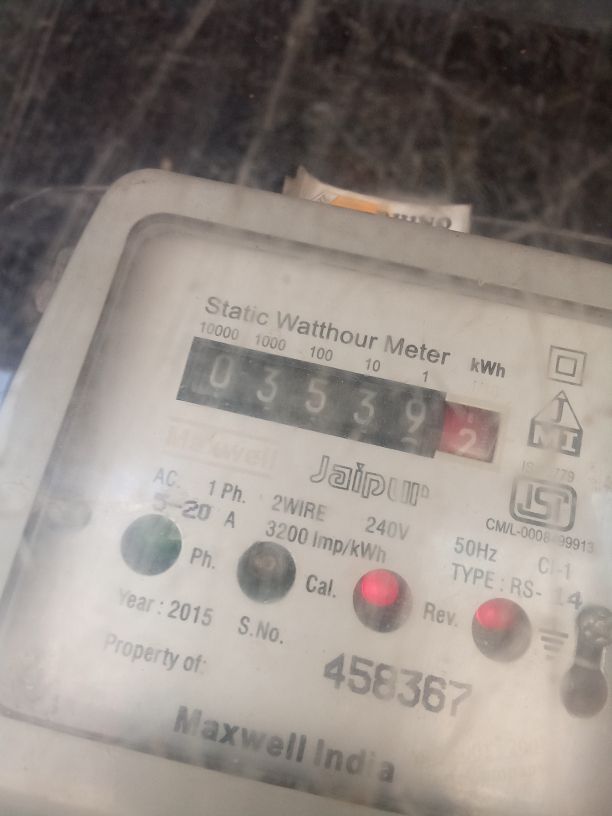 Static Watthour Meter
10000 1000 100 10 1 kWh
0 3 5 3 9 2
Maxwell
Jaipur
AC. 1 Ph. 2WIRE 240V 50Hz Cl-1
5-20 A 3200 Imp/kWh TYPE : RS- 14
CM/L-0008499913
Ph. Cal. Rev.
Year : 2015 S.No.
458367
Property of:
Maxwell India